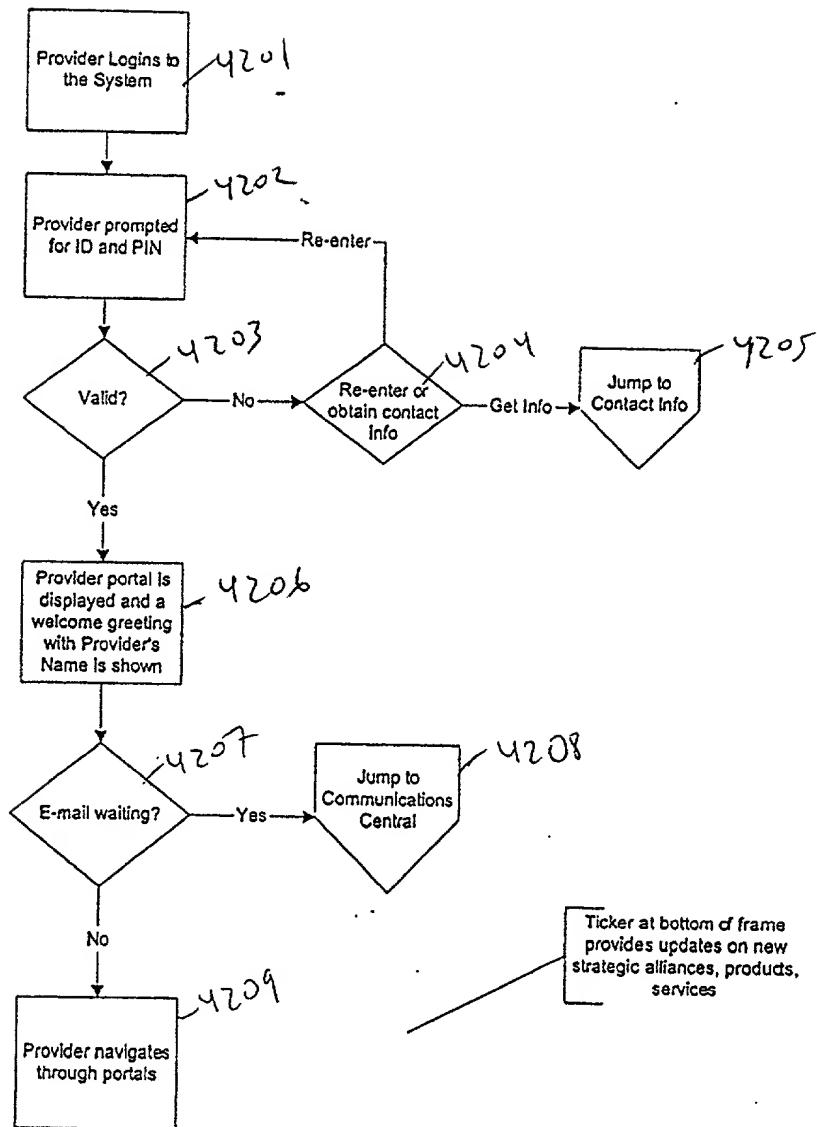 Provider Logins to
the System
4201
4202
Provider prompted
for ID and PIN
Re-enter
4203
Valid?
No
4204
Re-enter or
obtain contact
info
Get Info
4205
Jump to
Contact Info
Yes
Provider portal is
displayed and a
welcome greeting
with Provider's
Name is shown
4206
4207
E-mail waiting?
Yes
Jump to
Communications
Central
4208
No
Ticker at bottom of frame
provides updates on new
strategic alliances, products,
services
4209
Provider navigates
through portals